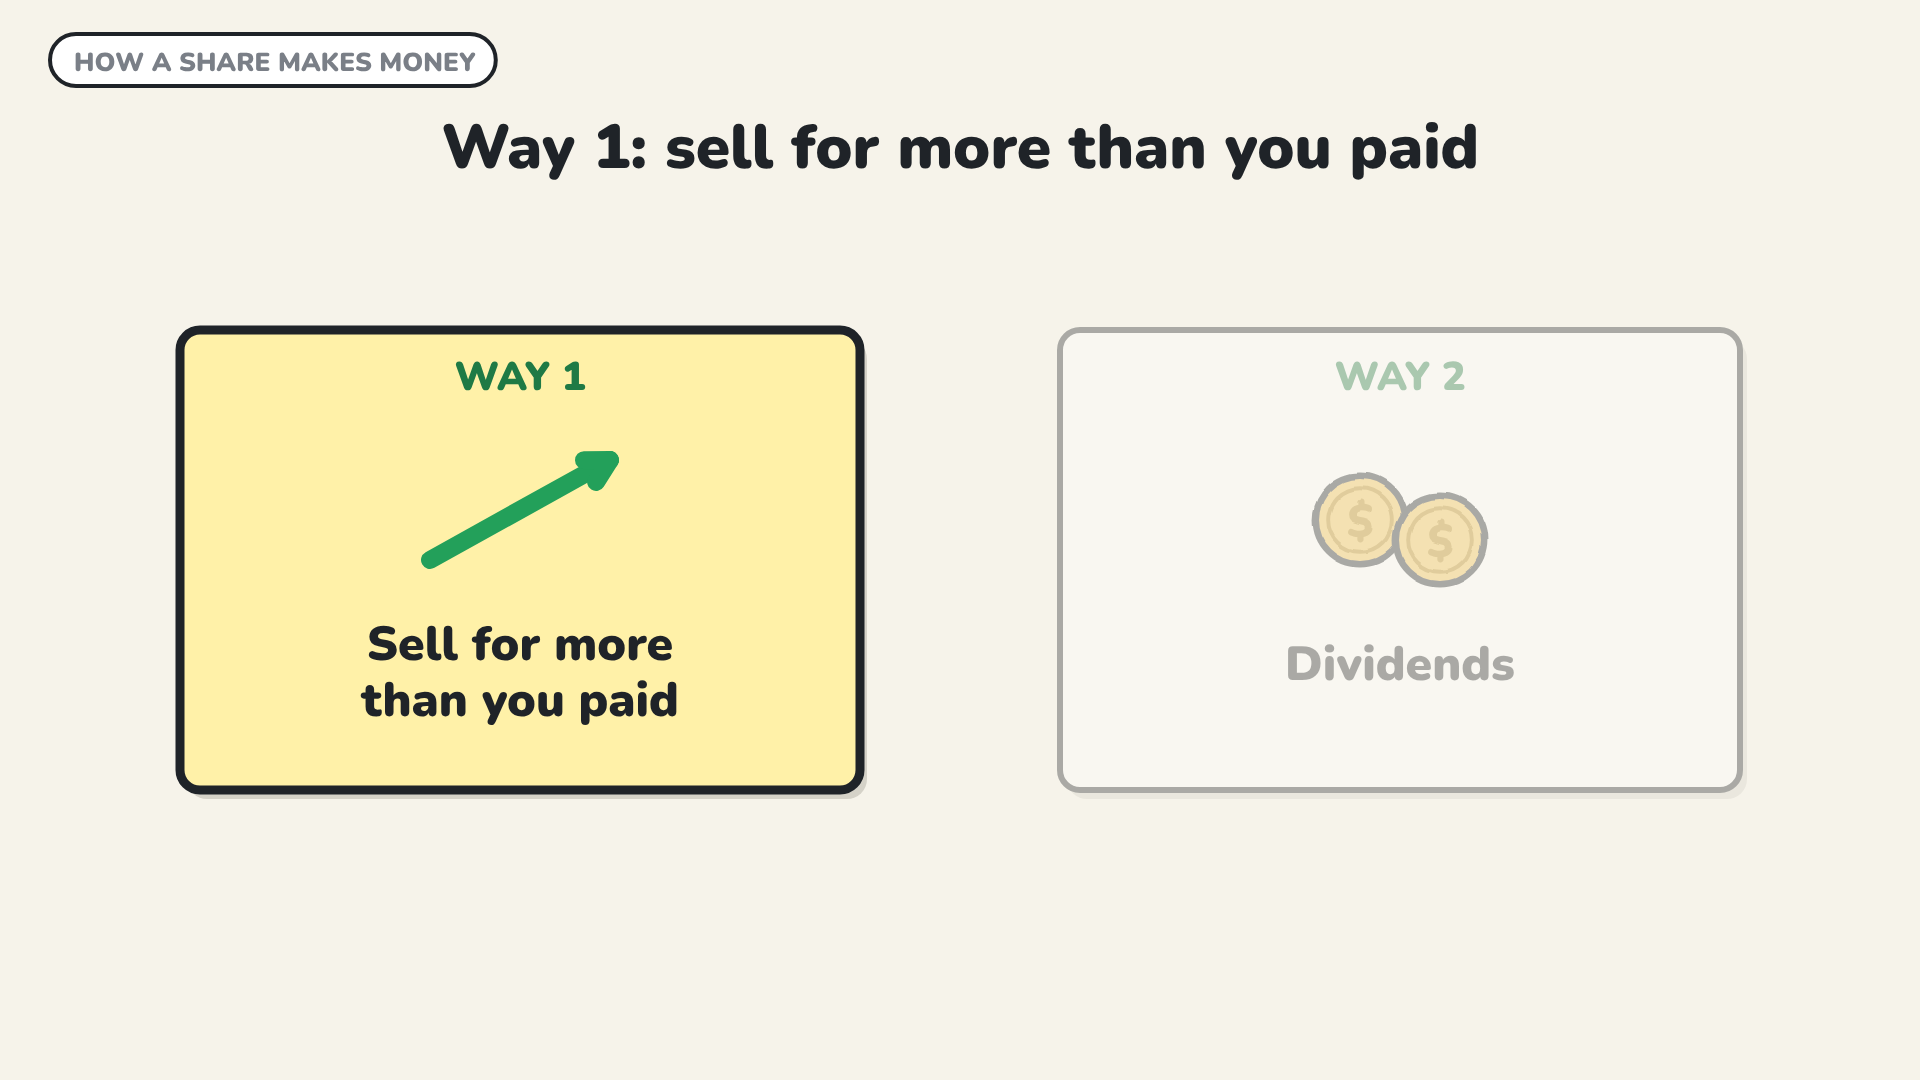 HOW A SHARE MAKES MONEY
Way 1: sell for more than you paid
WAY 1
Sell for more
than you paid
WAY 2
$ $
Dividends